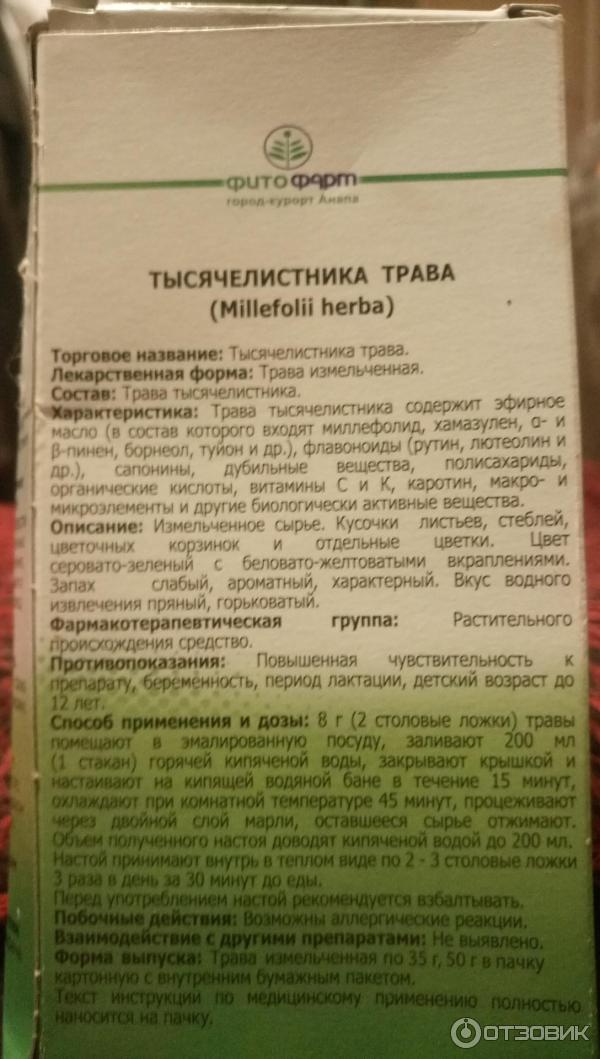 фито фарм
город-курорт Анапа
ТЫСЯЧЕЛИСТНИКА ТРАВА
(Millefolii herba)
Торговое название: Тысячелистника трава.
Лекарственная форма: Трава измельченная.
Состав: Трава тысячелистника.
Характеристика: Трава тысячелистника содержит эфирное
масло (в состав которого входят миллефолид, хамазулен, α- и
β-пинен, борнеол, туйон и др.), флавоноиды (рутин, лютеолин и
др.), сапонины, дубильные вещества, полисахариды,
органические кислоты, витамины С и К, каротин, макро- и
микроэлементы и другие биологически активные вещества.
Описание: Измельченное сырье. Кусочки листьев, стеблей,
цветочных корзинок и отдельные цветки. Цвет
серовато-зеленый с беловато-желтоватыми вкраплениями.
Запах слабый, ароматный, характерный. Вкус водного
извлечения пряный, горьковатый.
Фармакотерапевтическая группа: Растительного
происхождения средство.
Противопоказания: Повышенная чувствительность к
препарату, беременность, период лактации, детский возраст до
12 лет.
Способ применения и дозы: 8 г (2 столовые ложки) травы
помещают в эмалированную посуду, заливают 200 мл
(1 стакан) горячей кипяченой воды, закрывают крышкой и
настаивают на кипящей водяной бане в течение 15 минут,
охлаждают при комнатной температуре 45 минут, процеживают
через двойной слой марли, оставшееся сырье отжимают.
Объем полученного настоя доводят кипяченой водой до 200 мл.
Настой принимают внутрь в теплом виде по 2 - 3 столовые ложки
3 раза в день за 30 минут до еды.
Перед употреблением настой рекомендуется взбалтывать.
Побочные действия: Возможны аллергические реакции.
Взаимодействие с другими препаратами: Не выявлено.
Форма выпуска: Трава измельченная по 35 г, 50 г в пачку
картонную с внутренним бумажным пакетом.
Текст инструкции по медицинскому применению полностью
наносится на пачку.
ОТЗОВИК